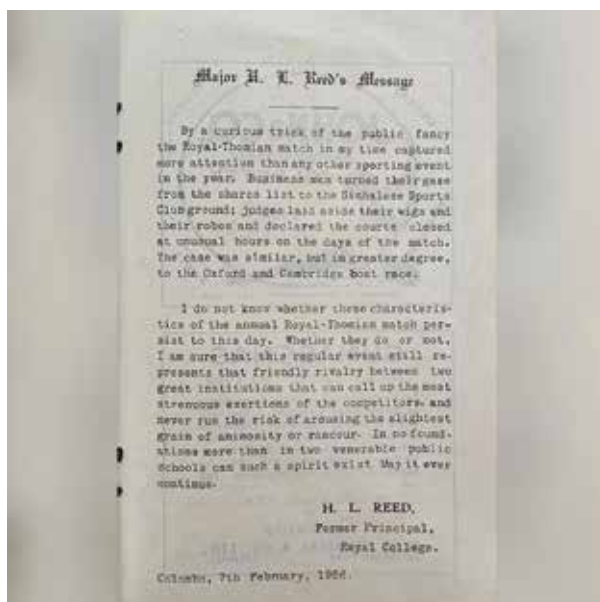 Major H. L. Reed's Message
By a curious trick of the public fancy
the Royal-Thomian match in my time captured
more attention than any other sporting event
in the year. Business men turned their gaze
from the shares list to the Sinhalese Sports
Club ground; judges laid aside their wigs and
their robes and declared the courts closed
at unusual hours on the days of the match.
The case was similar, but in greater degree,
to the Oxford and Cambridge boat race.
I do not know whether these characteris-
tics of the annual Royal-Thomian match per-
sist to this day. Whether they do or not,
I am sure that this regular event still re-
presents that friendly rivalry between two
great institutions that can call up the most
strenuous exertions of the competitors, and
never run the risk of arousing the slightest
grain of animosity or rancour. In no found-
ations more than in two venerable public
Schools can such a spirit exist. May it ever
continue.
H. L. REED,
Former Principal,
Royal College.
Colombo, 7th February,